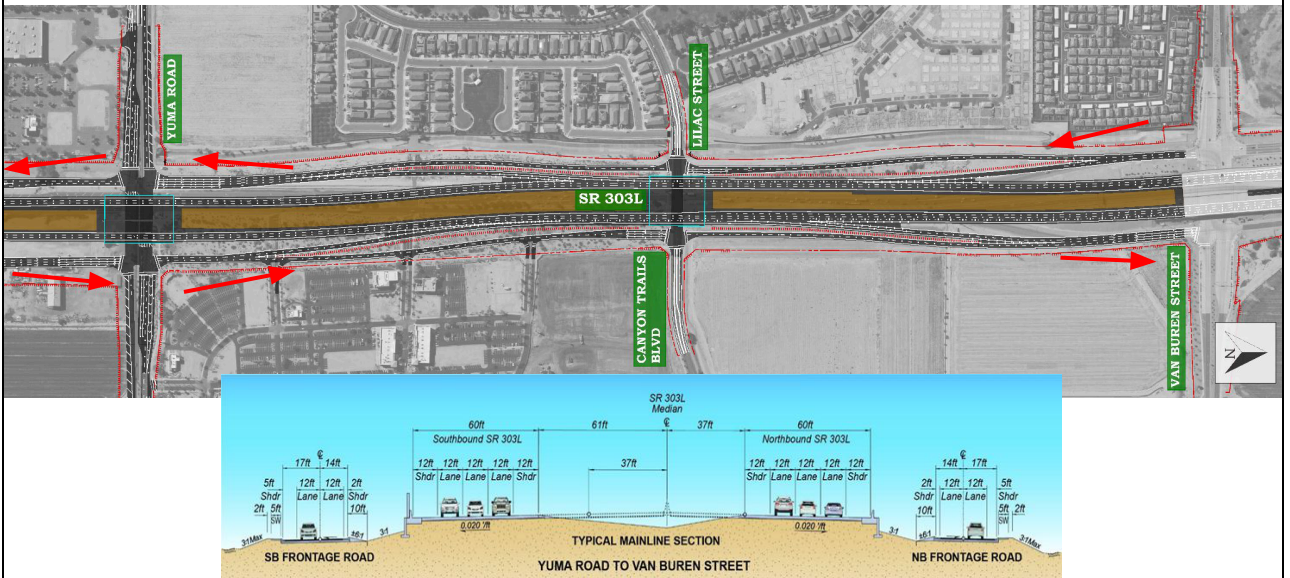 YUMA ROAD
LILAC STREET
SR 303L
CANYON TRAILS
BLVD
VAN BUREN STREET
N
SR 303L
Median
℄
60ft
61ft
37ft
60ft
Southbound SR 303L
Northbound SR 303L
℄
17ft
14ft
12ft
12ft
12ft
12ft
12ft
37ft
12ft
12ft
12ft
12ft
12ft
℄
14ft
17ft
Shdr
Lane
Lane
Lane
Shdr
Shdr
Lane
Lane
Lane
Shdr
5ft
Shdr
12ft
12ft
Lane
Lane
2ft
Shdr
2ft
Shdr
12ft
12ft
Lane
Lane
5ft
Shdr
2ft
5ft
SW
10ft
10ft
5ft
SW
2ft
3:1Max
±6:1
3:1
0.020 '/ft
0.020 '/ft
3:1
±6:1
3:1Max
SB FRONTAGE ROAD
TYPICAL MAINLINE SECTION
NB FRONTAGE ROAD
YUMA ROAD TO VAN BUREN STREET